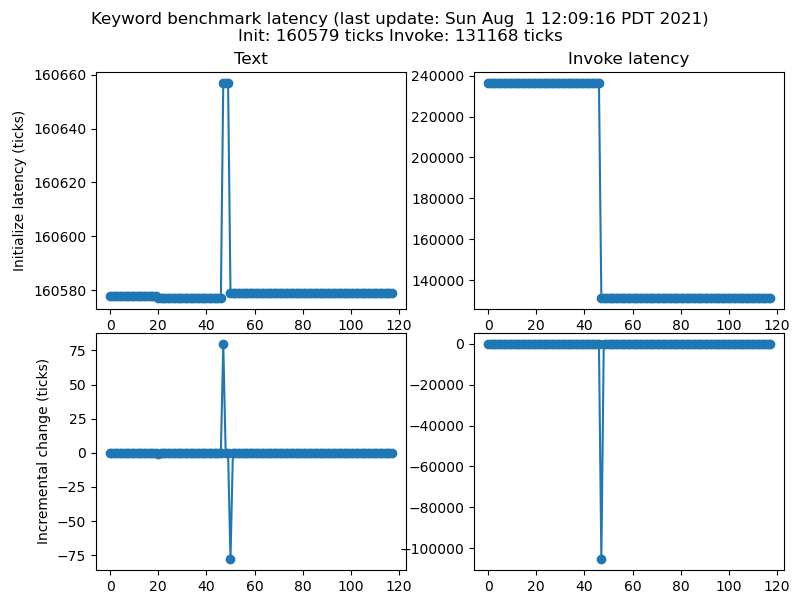 Keyword benchmark latency (last update: Sun Aug  1 12:09:16 PDT 2021)
Init: 160579 ticks Invoke: 131168 ticks
Text
Initialize latency (ticks)
160660
160640
160620
160600
160580
0 20 40 60 80 100 120
Invoke latency
240000
220000
200000
180000
160000
140000
0 20 40 60 80 100 120
Incremental change (ticks)
75
50
25
0
−25
−50
−75
0 20 40 60 80 100 120
0
−20000
−40000
−60000
−80000
−100000
0 20 40 60 80 100 120